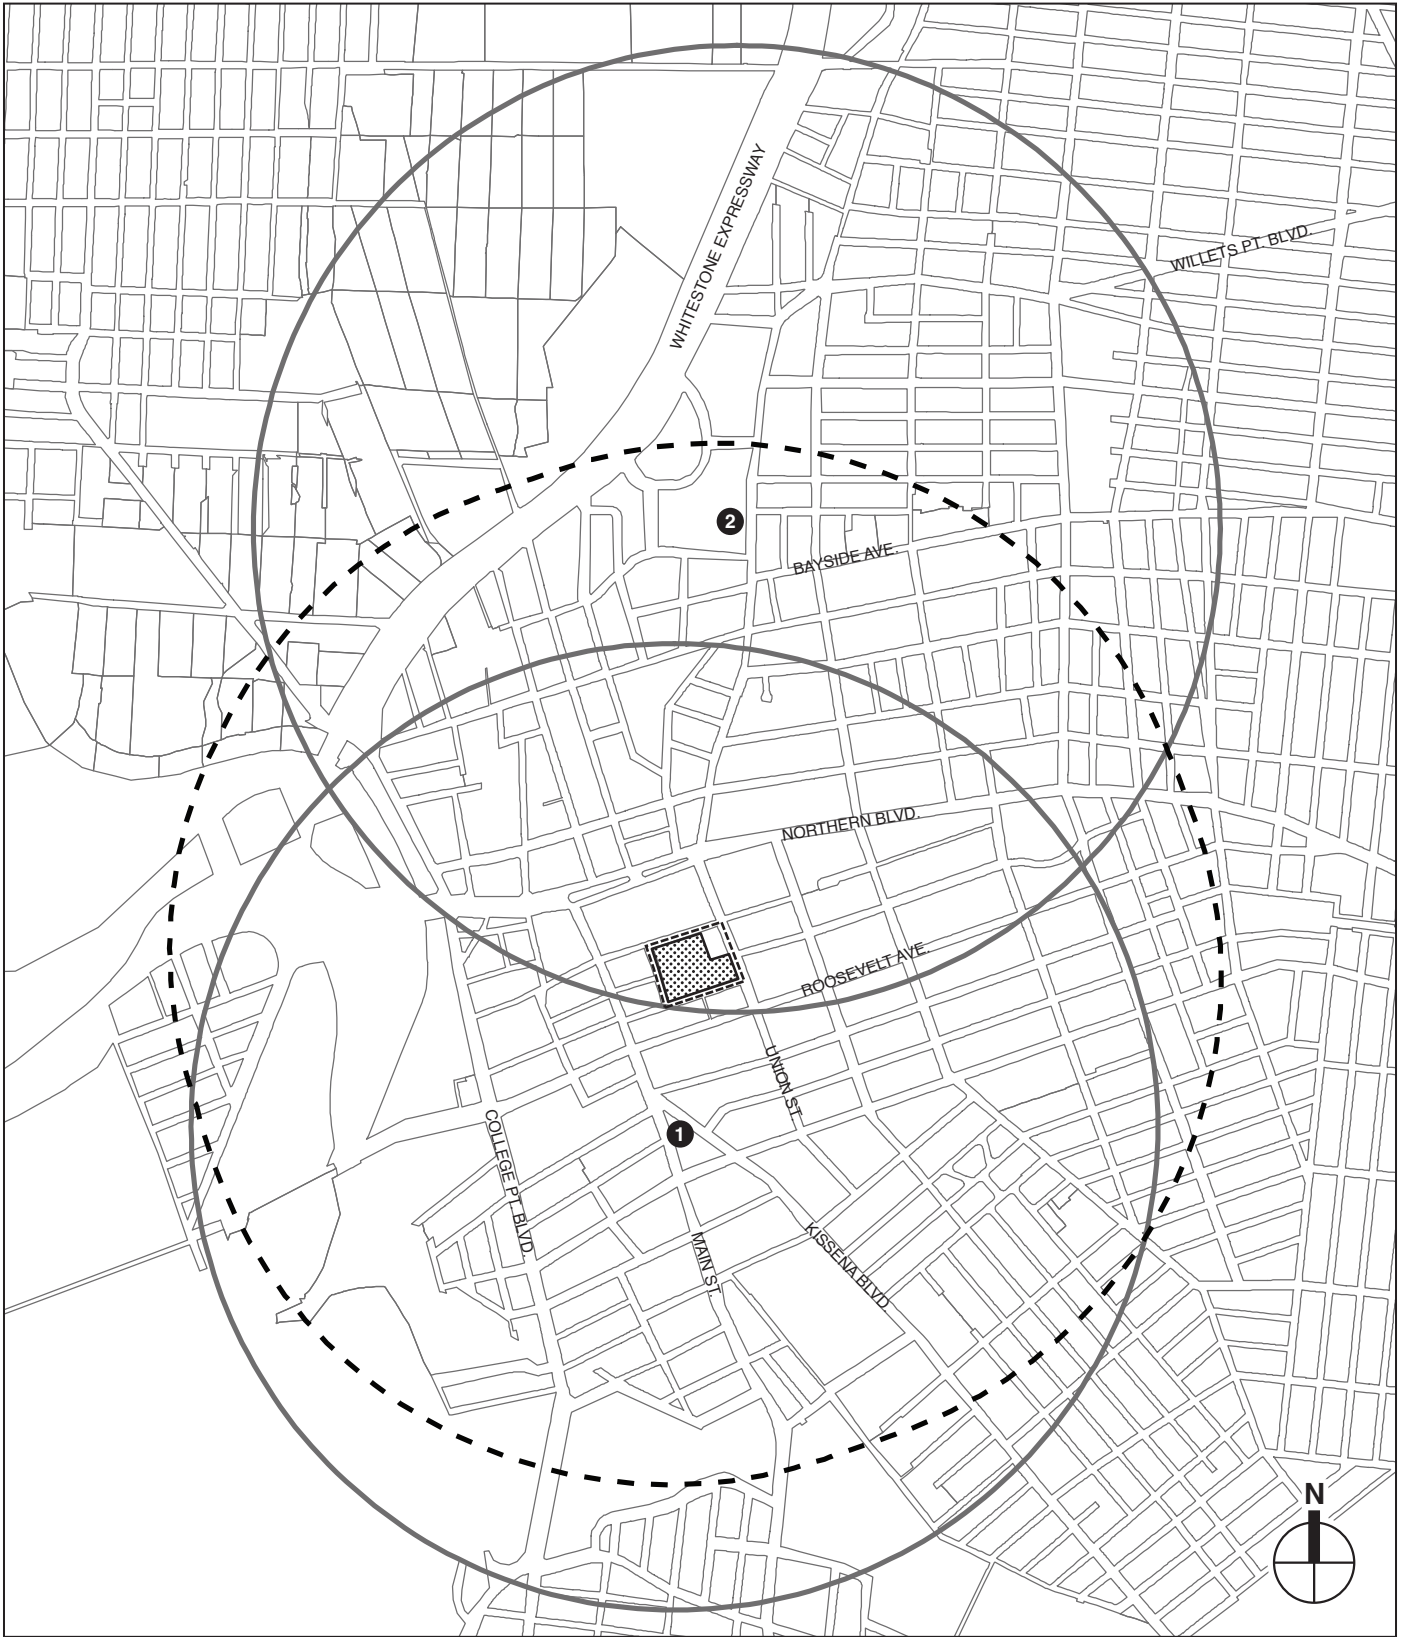 WHITESTONE EXPRESSWAY
WILLETS PT. BLVD.
2
BAYSIDE AVE.
NORTHERN BLVD.
ROOSEVELT AVE.
UNION ST.
1
COLLEGE PT. BLVD.
MAIN ST.
KISSENA BLVD.
N